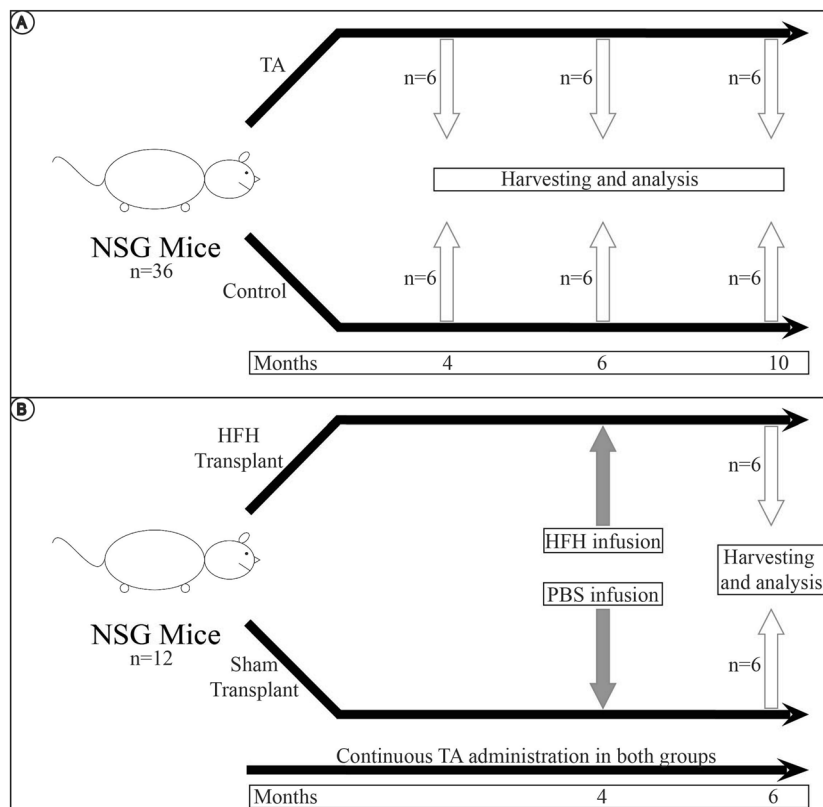 A
TA
n=6 n=6 n=6
Harvesting and analysis
NSG Mice
n=36
n=6 n=6 n=6
Control
Months 4 6 10
B
HFH
Transplant
n=6
HFH infusion
Harvesting
and analysis
PBS infusion
NSG Mice
n=12
n=6
Sham
Transplant
Continuous TA administration in both groups
Months 4 6